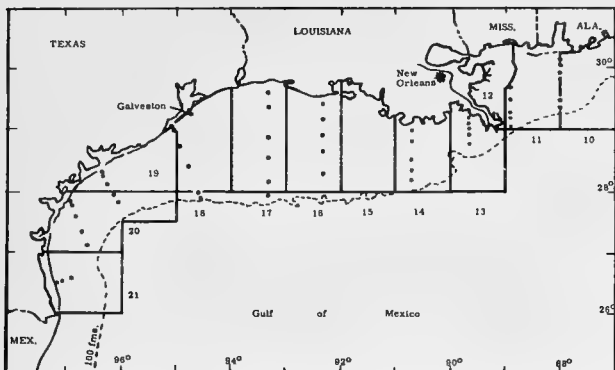 TEXAS
LOUISIANA
MISS.
ALA.
New
Orleans
30°
12
Galveston
11
10
19
28°
18
17
16
15
14
13
20
21
Gulf of Mexico
26°
MEX.
100 fms.
96°
94°
92°
90°
88°